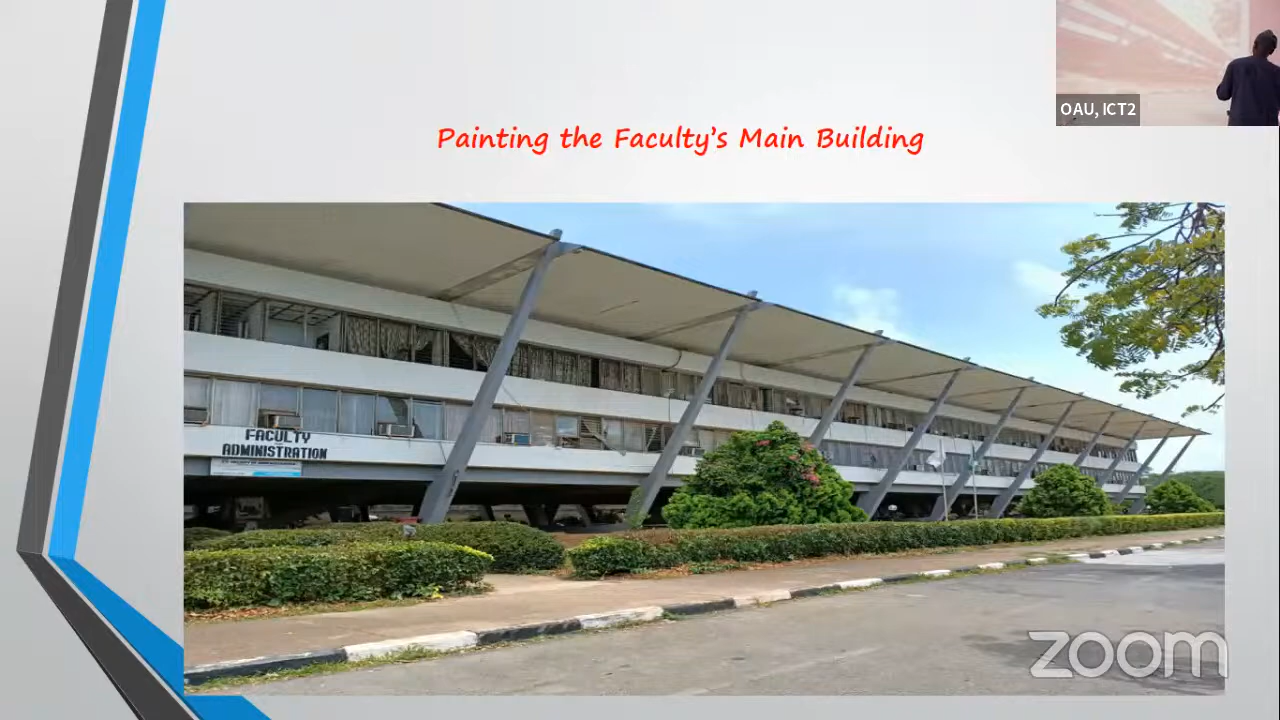 OAU, ICT2
Painting the Faculty's Main Building
FACULTY
ADMINISTRATION
zoom